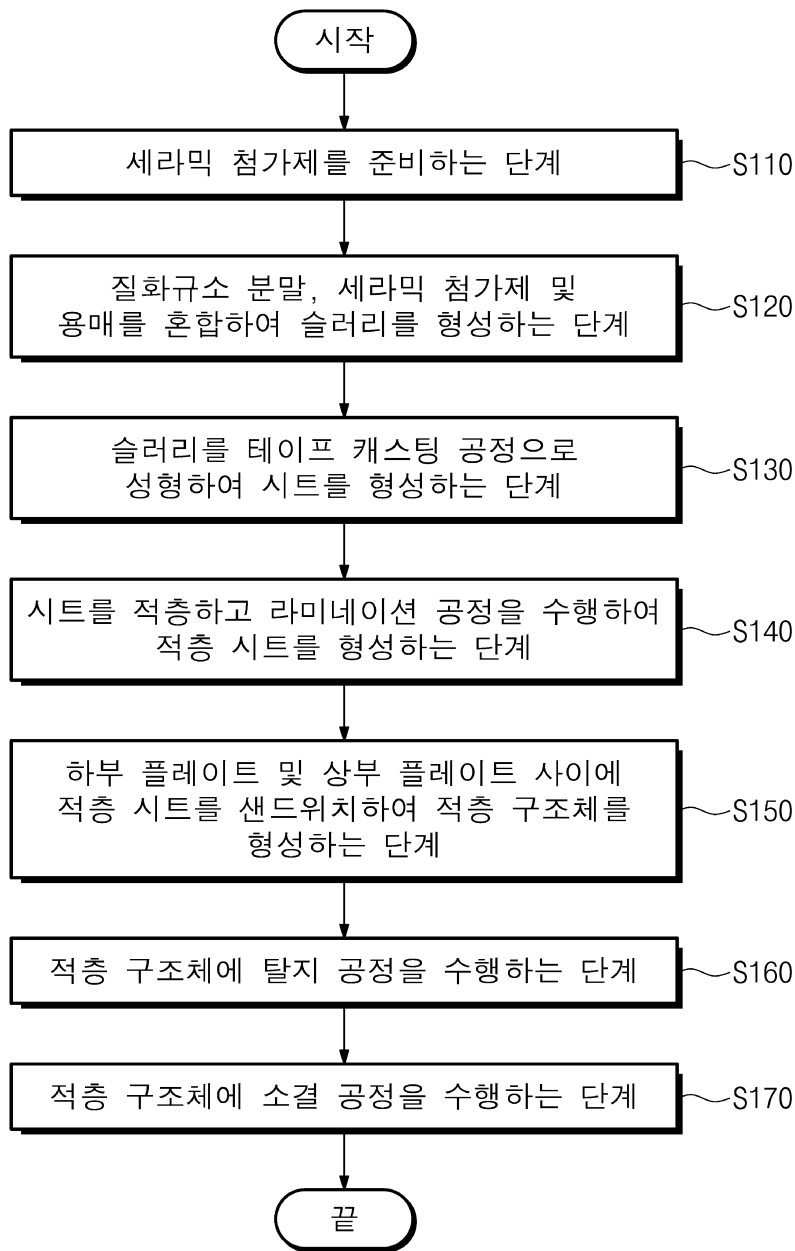 시작
세라믹 첨가제를 준비하는 단계
S110
질화규소 분말, 세라믹 첨가제 및
용매를 혼합하여 슬러리를 형성하는 단계
S120
슬러리를 테이프 캐스팅 공정으로
성형하여 시트를 형성하는 단계
S130
시트를 적층하고 라미네이션 공정을 수행하여
적층 시트를 형성하는 단계
S140
하부 플레이트 및 상부 플레이트 사이에
적층 시트를 샌드위치하여 적층 구조체를
형성하는 단계
S150
적층 구조체에 탈지 공정을 수행하는 단계
S160
적층 구조체에 소결 공정을 수행하는 단계
S170
끝